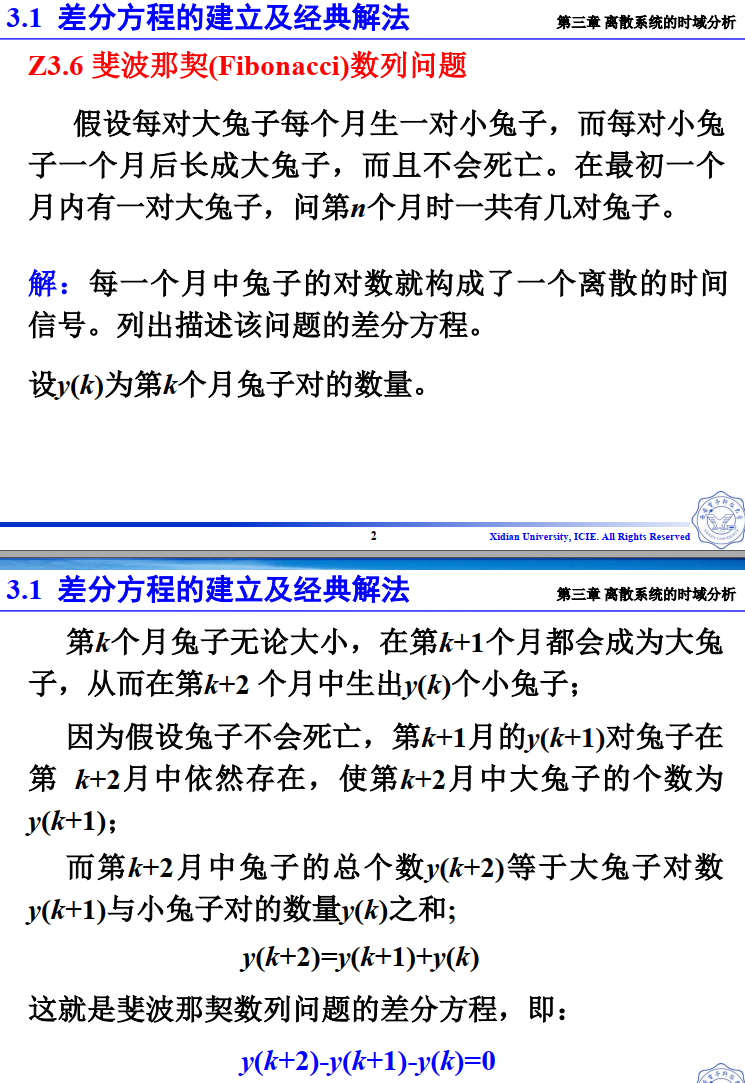 3.1 差分方程的建立及经典解法
第三章 离散系统的时域分析
Z3.6 斐波那契(Fibonacci)数列问题
假设每对大兔子每个月生一对小兔子，而每对小兔
子一个月后长成大兔子，而且不会死亡。在最初一个
月内有一对大兔子，问第n个月时一共有几对兔子。
解：每一个月中兔子的对数就构成了一个离散的时间
信号。列出描述该问题的差分方程。
设y(k)为第k个月兔子对的数量。
2
Xidian University, ICIE. All Rights Reserved
3.1 差分方程的建立及经典解法
第三章 离散系统的时域分析
第k个月兔子无论大小，在第k+1个月都会成为大兔
子，从而在第k+2 个月中生出y(k)个小兔子；
因为假设兔子不会死亡，第k+1月的y(k+1)对兔子在
第 k+2月中依然存在，使第k+2月中大兔子的个数为
y(k+1)；
而第k+2月中兔子的总个数y(k+2)等于大兔子对数
y(k+1)与小兔子对的数量y(k)之和;
y(k+2)=y(k+1)+y(k)
这就是斐波那契数列问题的差分方程，即：
y(k+2)-y(k+1)-y(k)=0